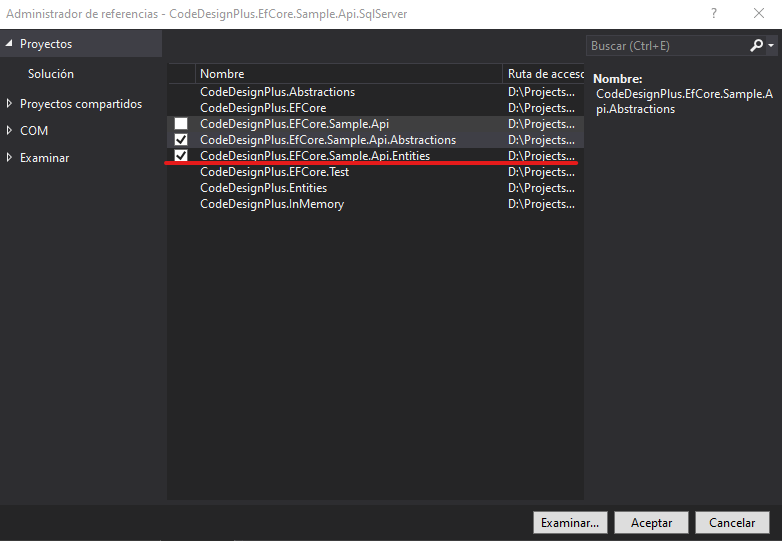 Administrador de referencias - CodeDesignPlus.EfCore.Sample.Api.SqlServer
?
Proyectos
Solución
Proyectos compartidos
COM
Examinar
Nombre Ruta de acceso
CodeDesignPlus.Abstractions D:\Projects...
CodeDesignPlus.EFCore D:\Projects...
CodeDesignPlus.EFCore.Sample.Api D:\Projects...
CodeDesignPlus.EfCore.Sample.Api.Abstractions D:\Projects...
CodeDesignPlus.EFCore.Sample.Api.Entities D:\Projects...
CodeDesignPlus.EFCore.Test D:\Projects...
CodeDesignPlus.Entities D:\Projects...
CodeDesignPlus.InMemory D:\Projects...
Buscar (Ctrl+E)
Nombre:
CodeDesignPlus.EfCore.Sample.A
pi.Abstractions
Examinar... Aceptar Cancelar